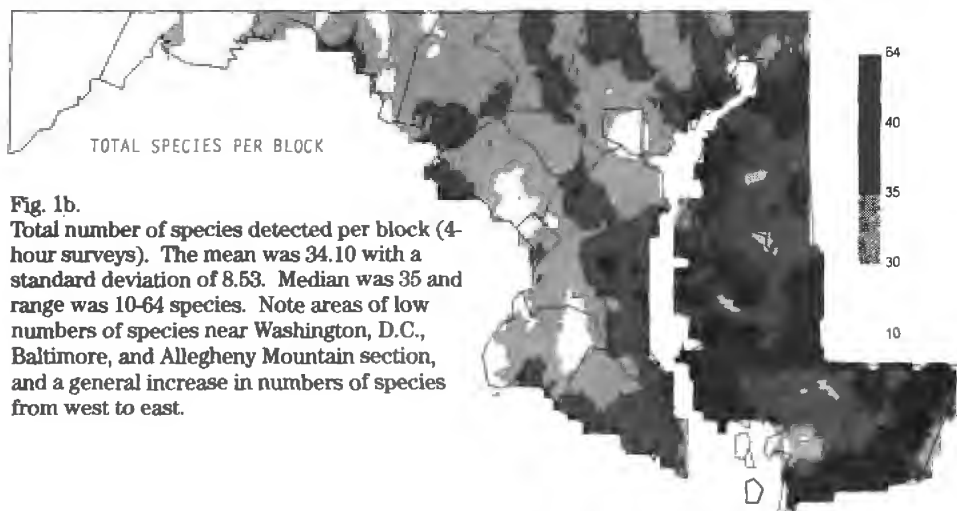 64
40
35
30
10
TOTAL SPECIES PER BLOCK
Fig. 1b.
Total number of species detected per block (4-
hour surveys). The mean was 34.10 with a
standard deviation of 8.53. Median was 35 and
range was 10-64 species. Note areas of low
numbers of species near Washington, D.C.,
Baltimore, and Allegheny Mountain section,
and a general increase in numbers of species
from west to east.